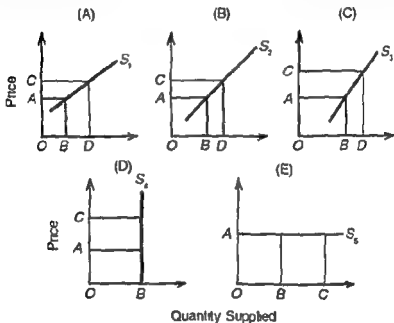 (A) (B) (C)
S₁ S₂ S₃
C C C
A A A
Price
O B D O B D O B D
(D) (E)
S₄
C
A A S₅
Price
O B O B C
Quantity Supplied